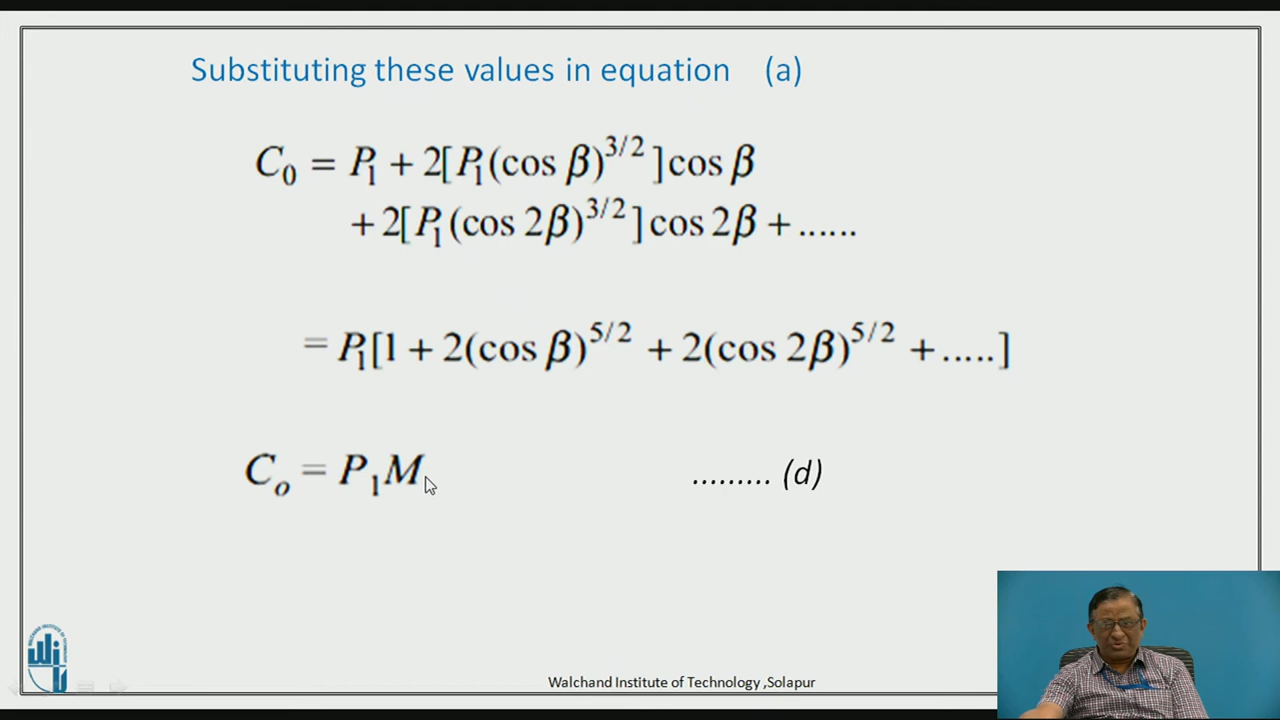 Substituting these values in equation (a)
C₀ = P₁ + 2[P₁(cos β)^3/2]cos β
+ 2[P₁(cos 2β)^3/2]cos 2β + ......
= P₁[1 + 2(cos β)^5/2 + 2(cos 2β)^5/2 + .....]
Cₒ = P₁M ......... (d)
Walchand Institute of Technology ,Solapur